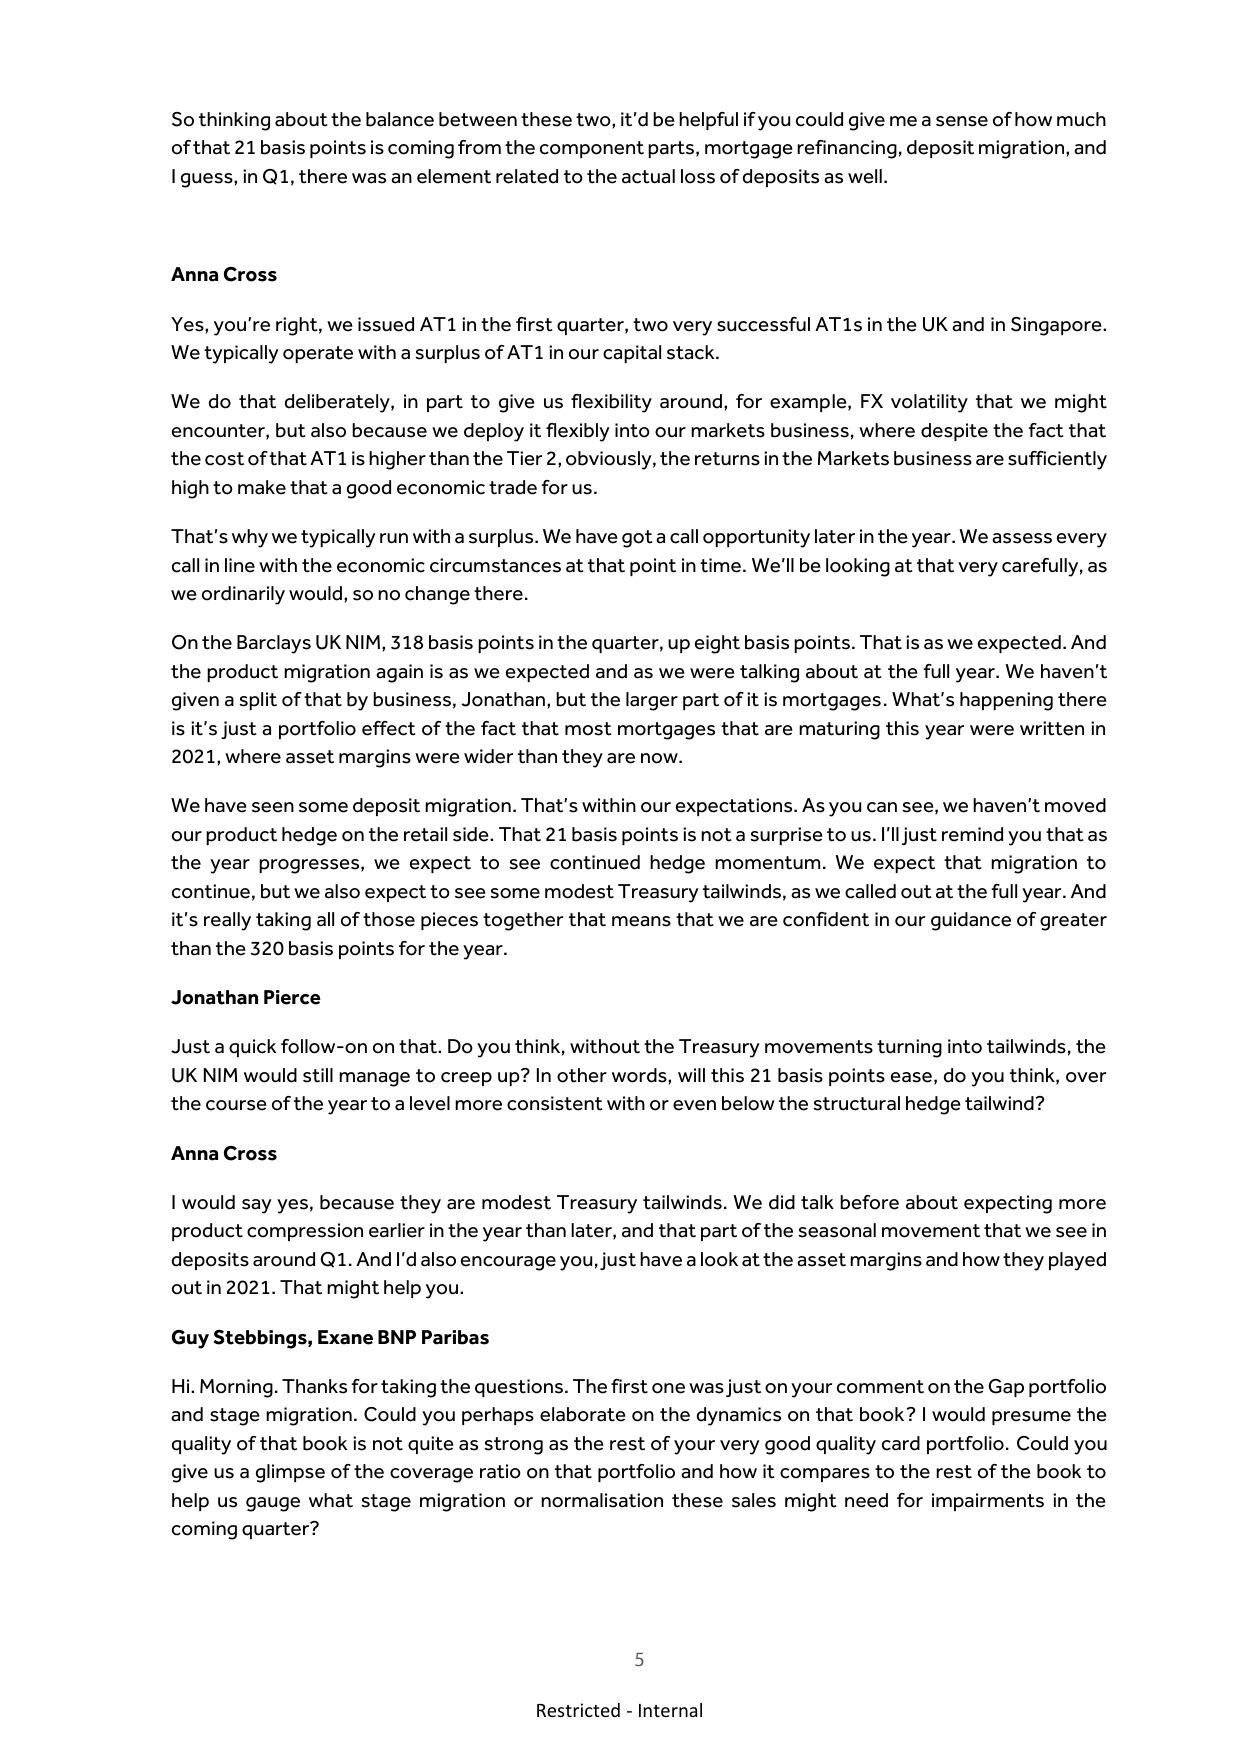 So thinking about the balance between these two, it’d be helpful if you could give me a sense of how much
of that 21 basis points is coming from the component parts, mortgage refinancing, deposit migration, and
I guess, in Q1, there was an element related to the actual loss of deposits as well.
Anna Cross
Yes, you’re right, we issued AT1 in the first quarter, two very successful AT1s in the UK and in Singapore.
We typically operate with a surplus of AT1 in our capital stack.
We do that deliberately, in part to give us flexibility around, for example, FX volatility that we might
encounter, but also because we deploy it flexibly into our markets business, where despite the fact that
the cost of that AT1 is higher than the Tier 2, obviously, the returns in the Markets business are sufficiently
high to make that a good economic trade for us.
That’s why we typically run with a surplus. We have got a call opportunity later in the year. We assess every
call in line with the economic circumstances at that point in time. We’ll be looking at that very carefully, as
we ordinarily would, so no change there.
On the Barclays UK NIM, 318 basis points in the quarter, up eight basis points. That is as we expected. And
the product migration again is as we expected and as we were talking about at the full year. We haven’t
given a split of that by business, Jonathan, but the larger part of it is mortgages. What’s happening there
is it’s just a portfolio effect of the fact that most mortgages that are maturing this year were written in
2021, where asset margins were wider than they are now.
We have seen some deposit migration. That’s within our expectations. As you can see, we haven’t moved
our product hedge on the retail side. That 21 basis points is not a surprise to us. I’ll just remind you that as
the year progresses, we expect to see continued hedge momentum. We expect that migration to
continue, but we also expect to see some modest Treasury tailwinds, as we called out at the full year. And
it’s really taking all of those pieces together that means that we are confident in our guidance of greater
than the 320 basis points for the year.
Jonathan Pierce
Just a quick follow-on on that. Do you think, without the Treasury movements turning into tailwinds, the
UK NIM would still manage to creep up? In other words, will this 21 basis points ease, do you think, over
the course of the year to a level more consistent with or even below the structural hedge tailwind?
Anna Cross
I would say yes, because they are modest Treasury tailwinds. We did talk before about expecting more
product compression earlier in the year than later, and that part of the seasonal movement that we see in
deposits around Q1. And I’d also encourage you, just have a look at the asset margins and how they played
out in 2021. That might help you.
Guy Stebbings, Exane BNP Paribas
Hi. Morning. Thanks for taking the questions. The first one was just on your comment on the Gap portfolio
and stage migration. Could you perhaps elaborate on the dynamics on that book? I would presume the
quality of that book is not quite as strong as the rest of your very good quality card portfolio. Could you
give us a glimpse of the coverage ratio on that portfolio and how it compares to the rest of the book to
help us gauge what stage migration or normalisation these sales might need for impairments in the
coming quarter?
5
Restricted - Internal